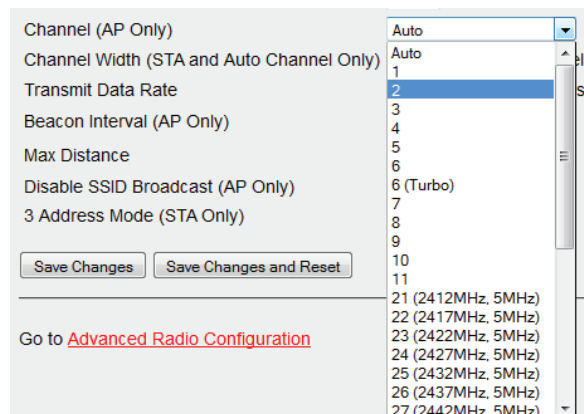 Channel (AP Only) Auto
Channel Width (STA and Auto Channel Only) Auto
1
Transmit Data Rate 2
3
Beacon Interval (AP Only) 4
5
Max Distance 6
Disable SSID Broadcast (AP Only) 6 (Turbo)
7
3 Address Mode (STA Only) 8
9
Save Changes Save Changes and Reset 10
11
21 (2412MHz, 5MHz)
22 (2417MHz, 5MHz)
Go to Advanced Radio Configuration 23 (2422MHz, 5MHz)
24 (2427MHz, 5MHz)
25 (2432MHz, 5MHz)
26 (2437MHz, 5MHz)
27 (2442MHz, 5MHz)